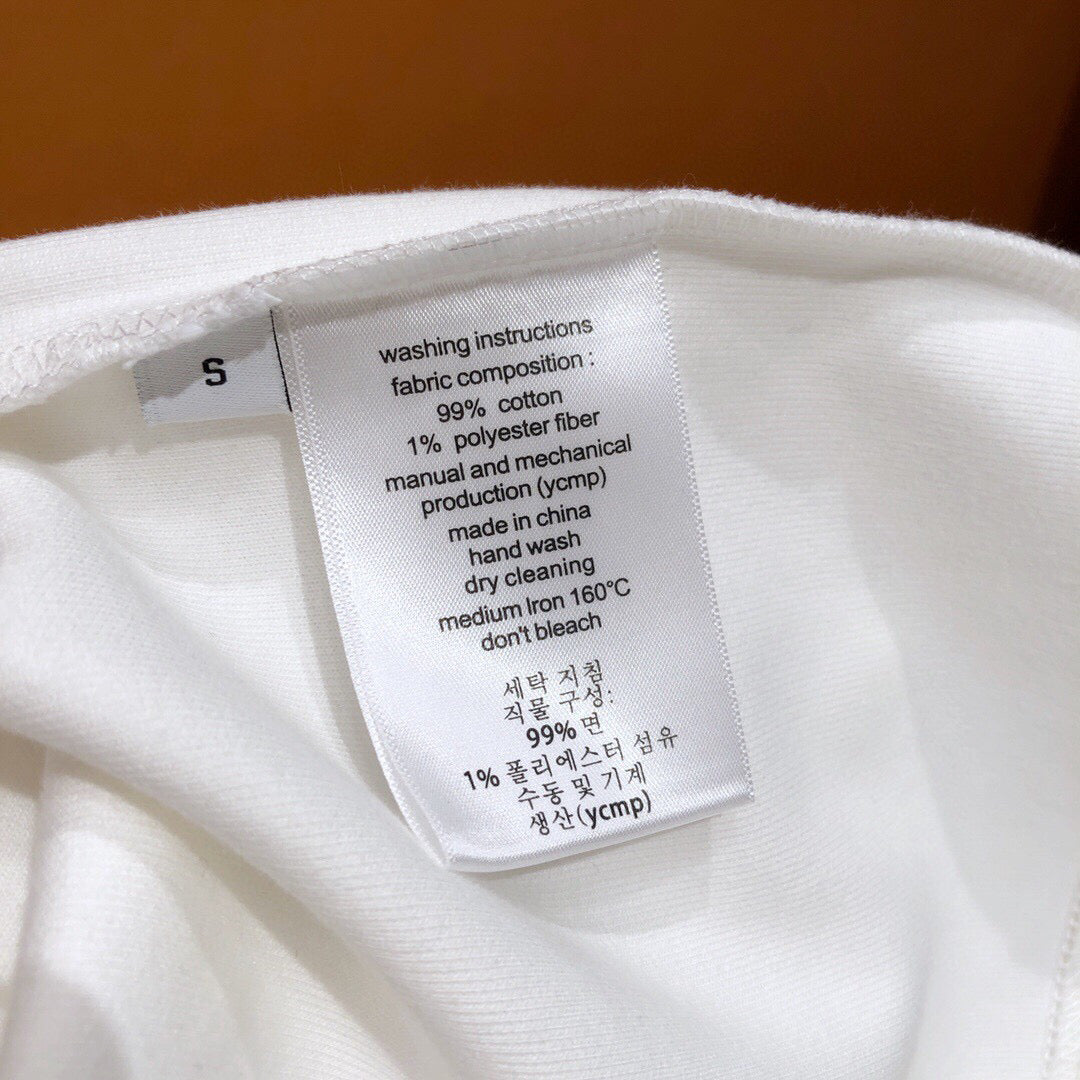 S
washing instructions
fabric composition :
99% cotton
1% polyester fiber
manual and mechanical
production (ycmp)
made in china
hand wash
dry cleaning
medium Iron 160°C
don't bleach
세탁 지침
직물 구성:
99% 면
1% 폴리에스터 섬유
수동 및 기계
생산(ycmp)